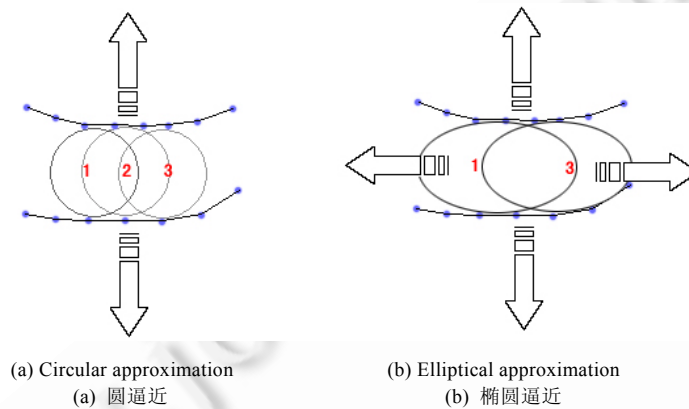 1 2 3
1 3
(a) Circular approximation
(a) 圆逼近
(b) Elliptical approximation
(b) 椭圆逼近